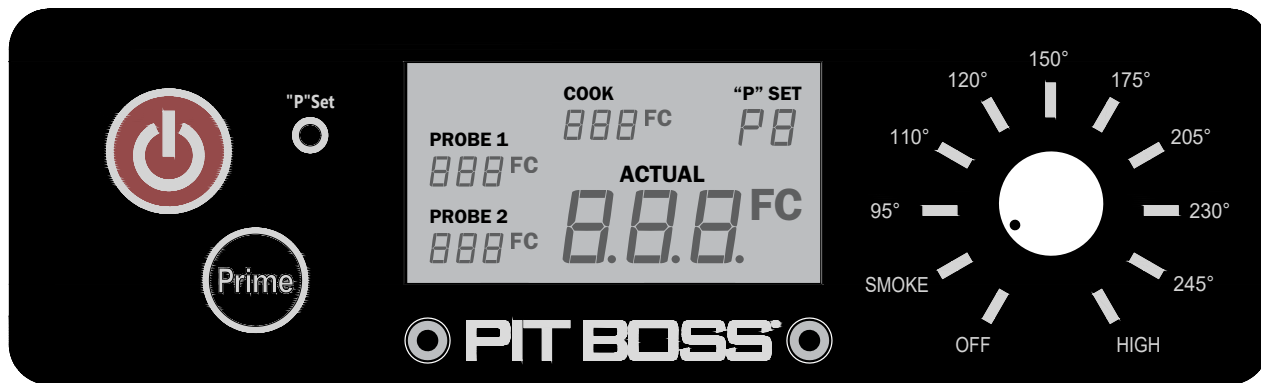 "P"Set
Prime
COOK
888 FC
"P" SET
P8
PROBE 1
888 FC
ACTUAL
8.8.8. FC
PROBE 2
888 FC
PIT BOSS®
OFF
SMOKE
95°
110°
120°
150°
175°
205°
230°
245°
HIGH